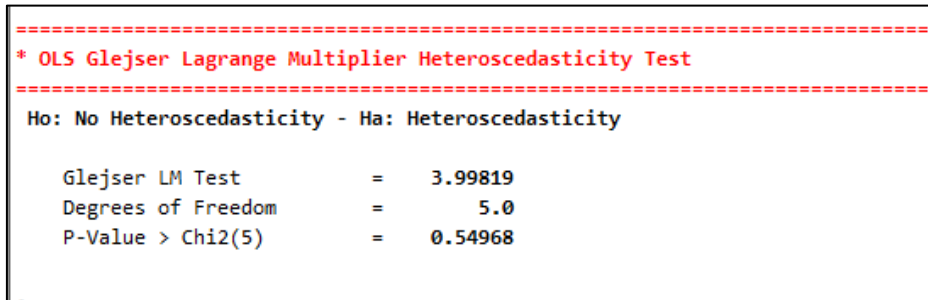 ===========================================================================
* OLS Glejser Lagrange Multiplier Heteroscedasticity Test
===========================================================================
Ho: No Heteroscedasticity - Ha: Heteroscedasticity
Glejser LM Test = 3.99819
Degrees of Freedom = 5.0
P-Value > Chi2(5) = 0.54968